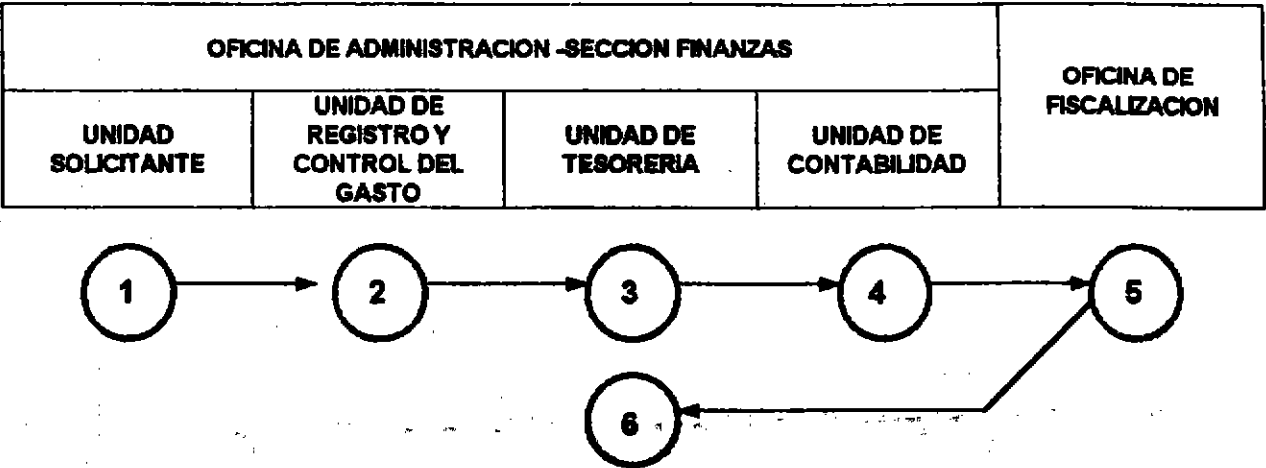 OFICINA DE ADMINISTRACION -SECCION FINANZAS
OFICINA DE
FISCALIZACION
UNIDAD
SOLICITANTE
UNIDAD DE
REGISTRO Y
CONTROL DEL
GASTO
UNIDAD DE
TESORERIA
UNIDAD DE
CONTABILIDAD
1
2
3
4
5
6